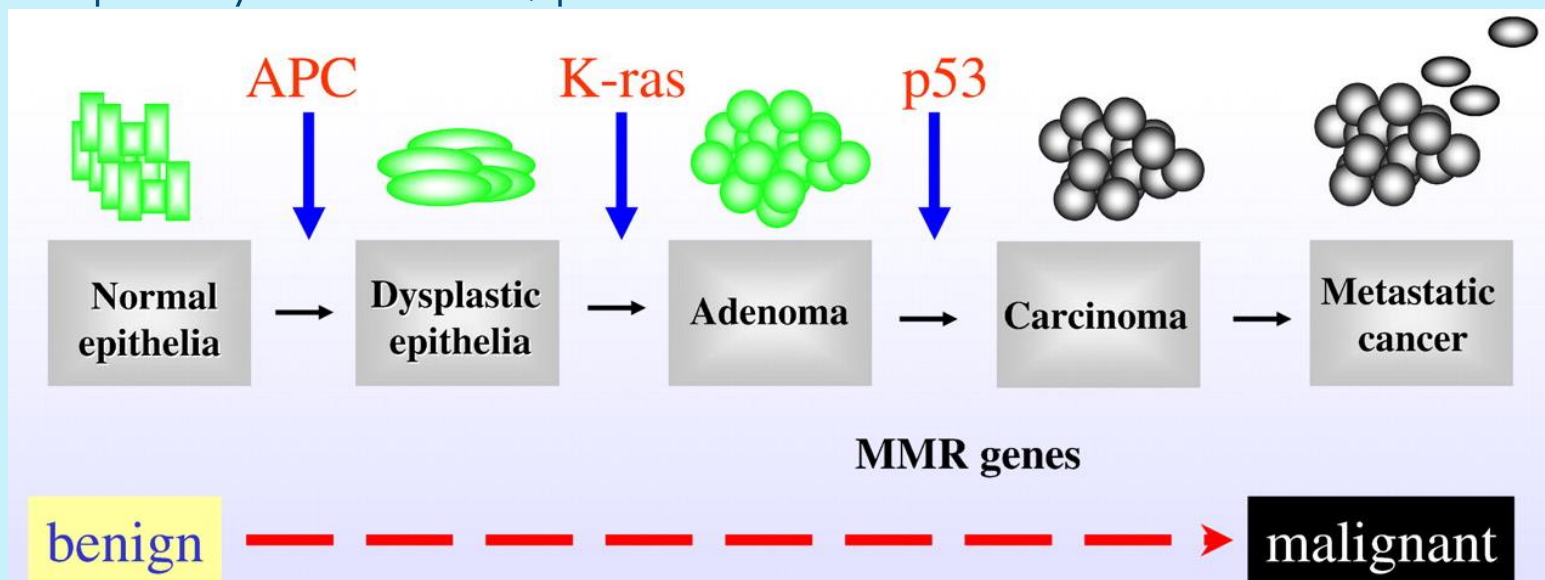 APC
K-ras
p53
Normal
epithelia
Dysplastic
epithelia
Adenoma
Carcinoma
Metastatic
cancer
MMR genes
benign
malignant